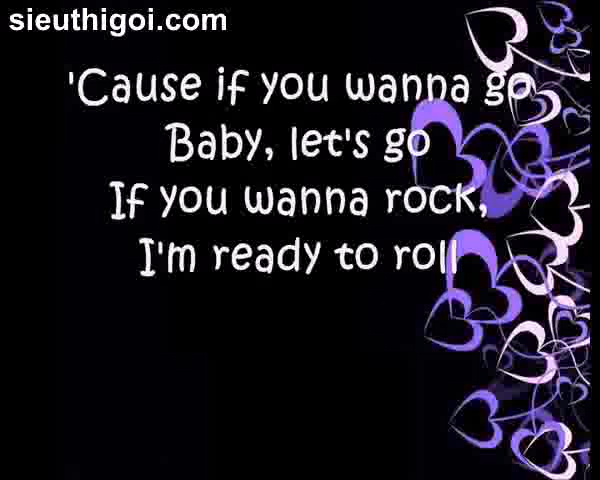 sieuthigoi.com
'Cause if you wanna go
Baby, let's go
If you wanna rock,
I'm ready to roll